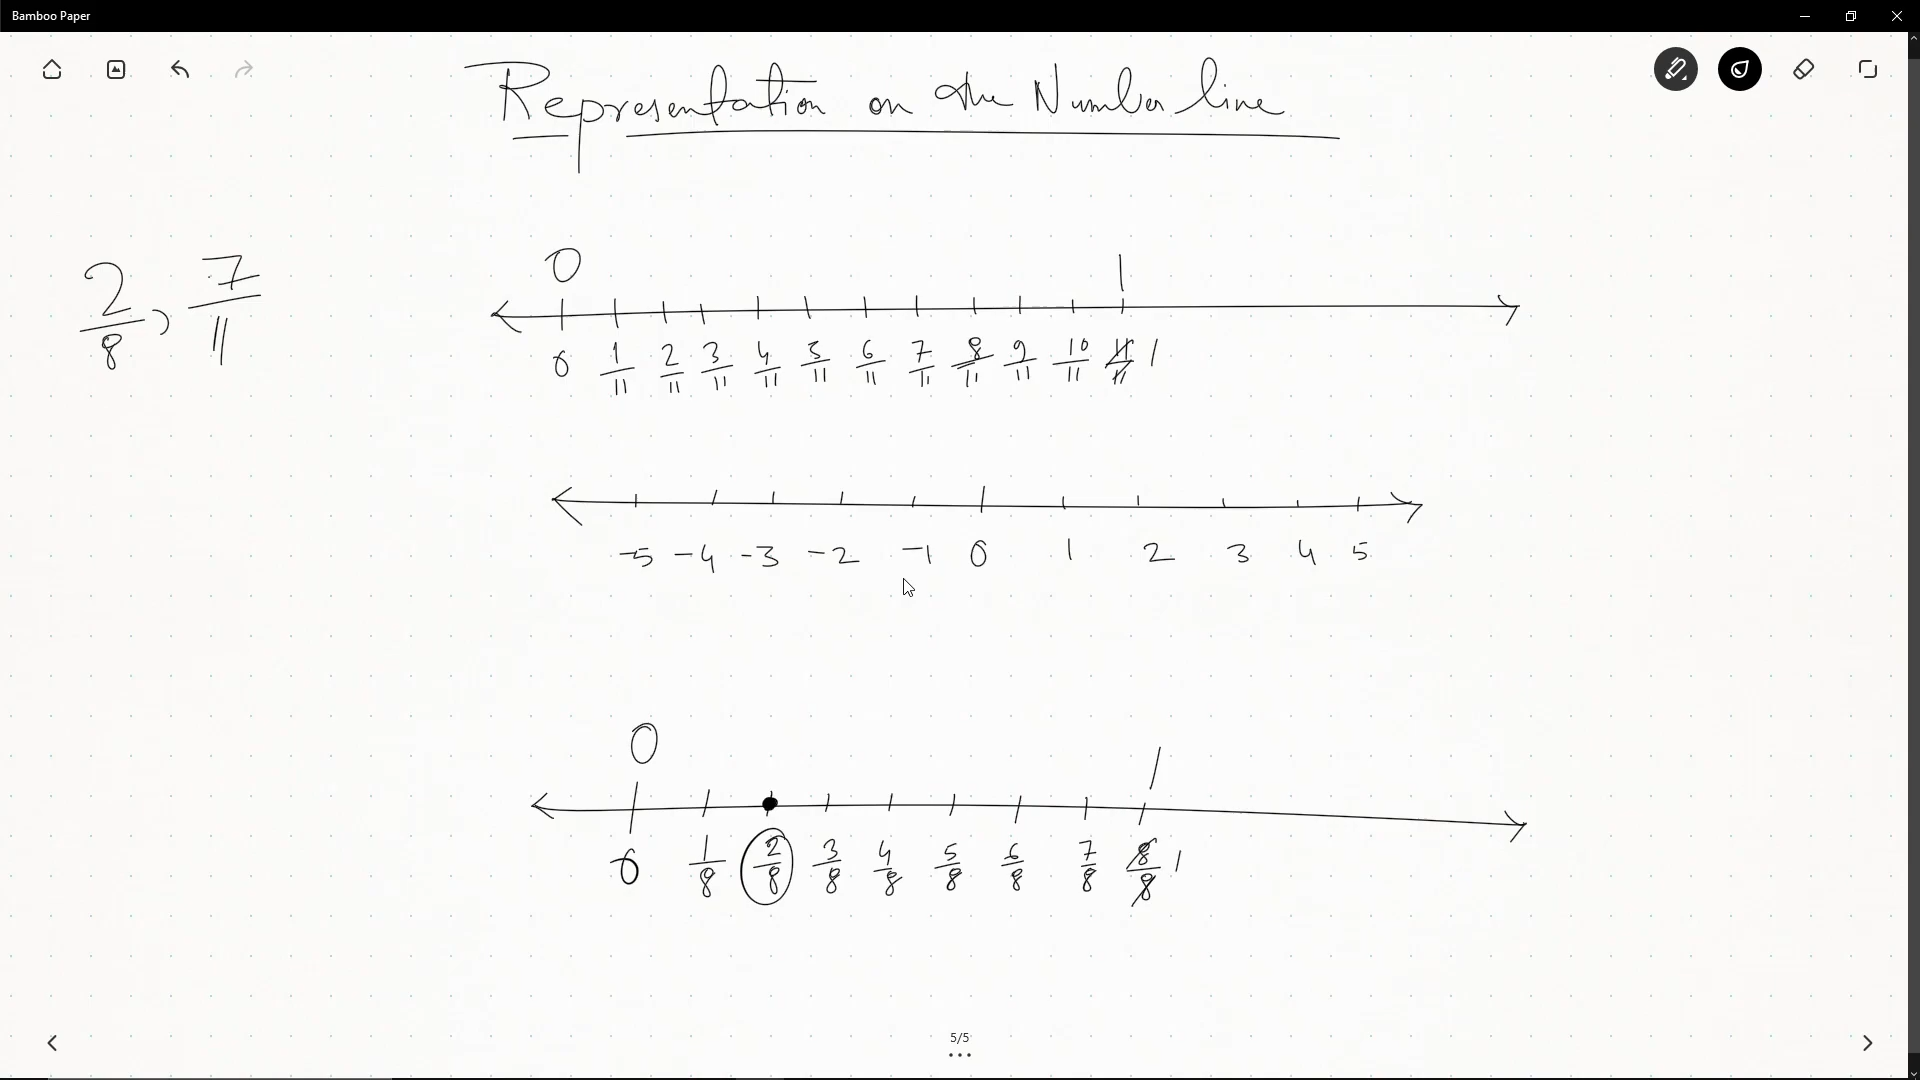 Bamboo Paper
Representation on the Number line
2/8, 7/11
0 1
0 1/11 2/11 3/11 4/11 5/11 6/11 7/11 8/11 9/11 10/11 11/11 1
-5 -4 -3 -2 -1 0 1 2 3 4 5
0 1
0 1/8 2/8 3/8 4/8 5/8 6/8 7/8 8/8 1
5/5